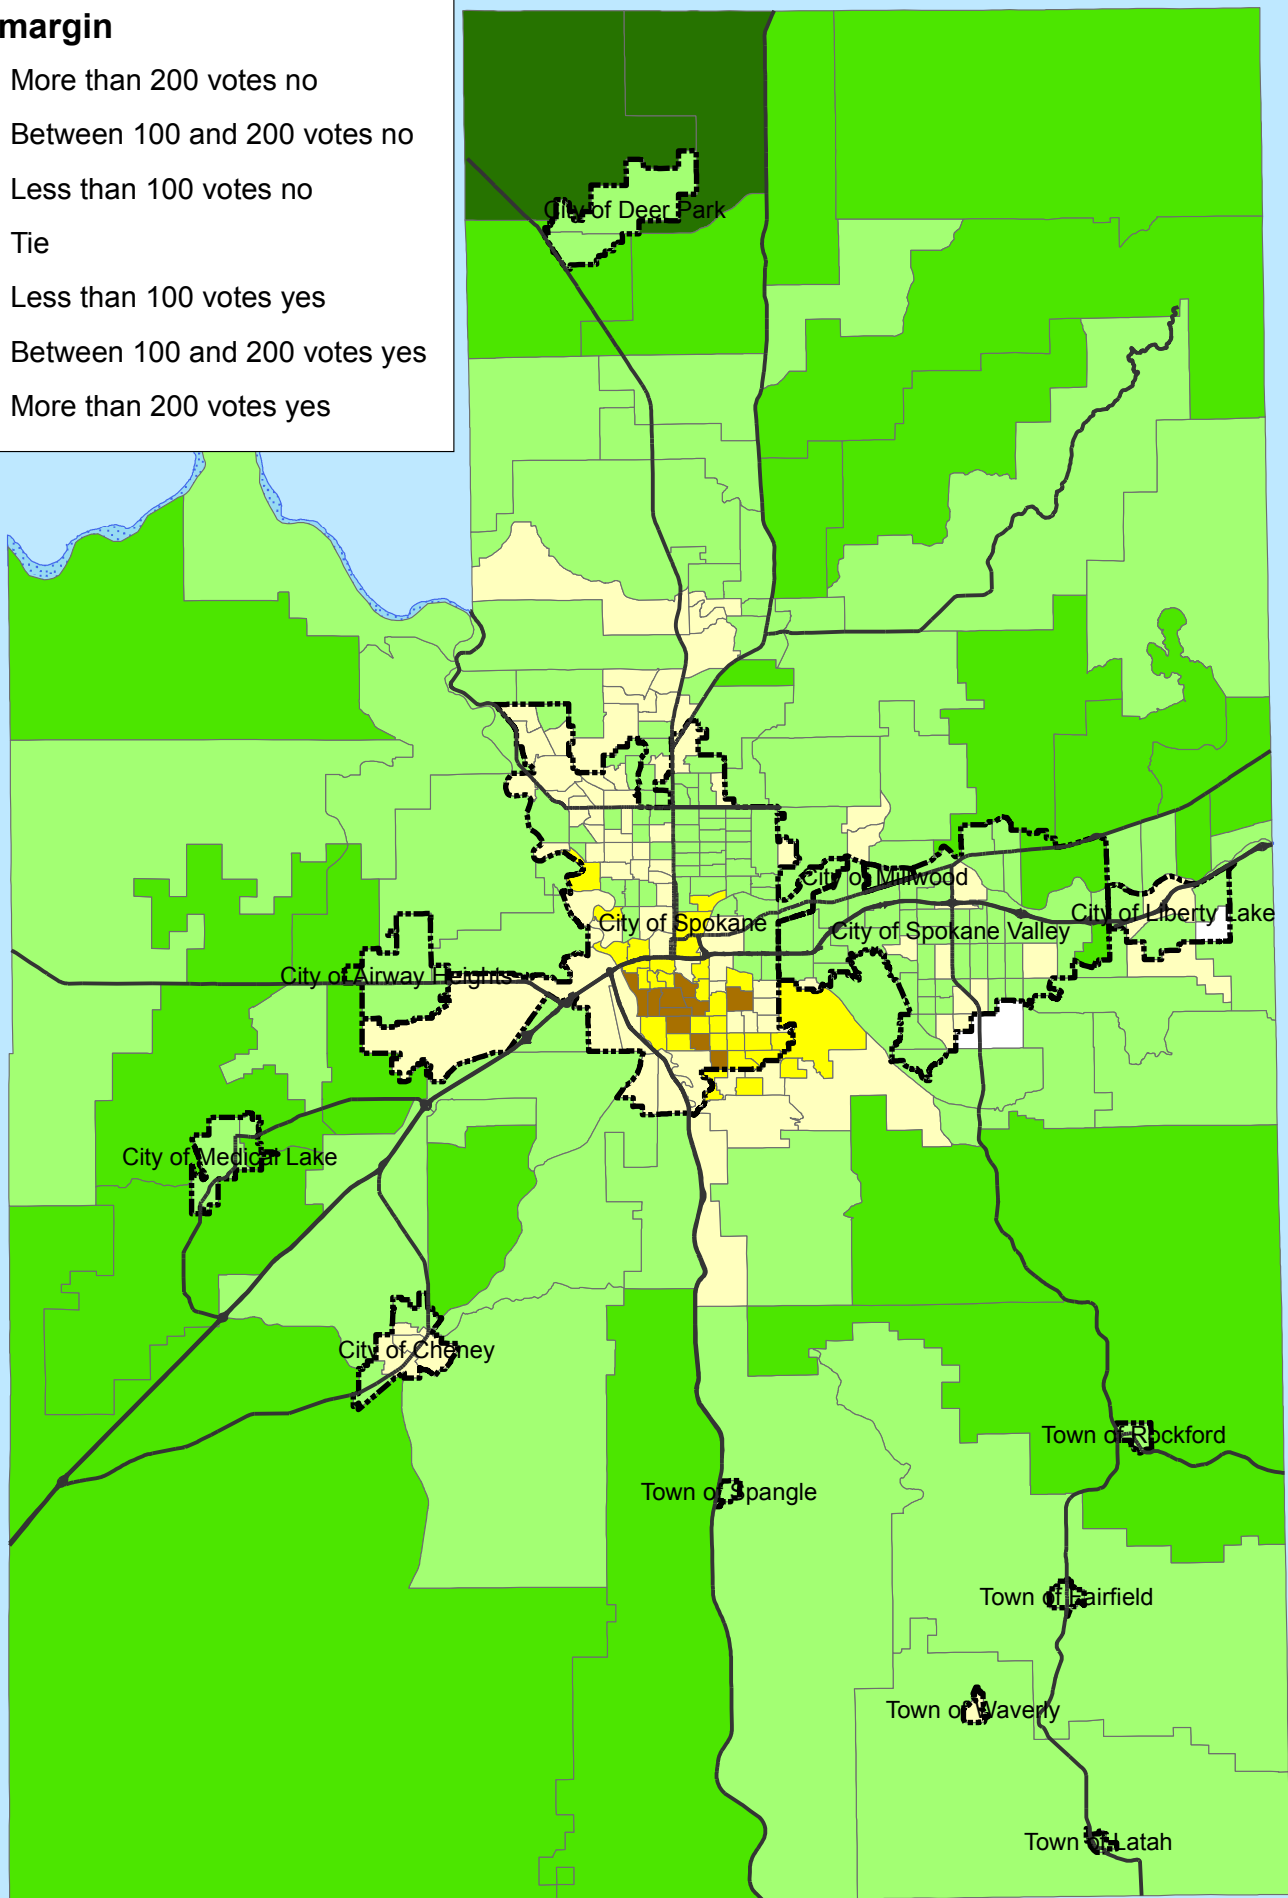 margin
More than 200 votes no
Between 100 and 200 votes no
Less than 100 votes no
Tie
Less than 100 votes yes
Between 100 and 200 votes yes
More than 200 votes yes
City of Deer Park
City of Millwood
City of Spokane
City of Spokane Valley
City of Liberty Lake
City of Airway Heights
City of Medical Lake
City of Cheney
Town of Rockford
Town of Spangle
Town of Fairfield
Town of Waverly
Town of Latah